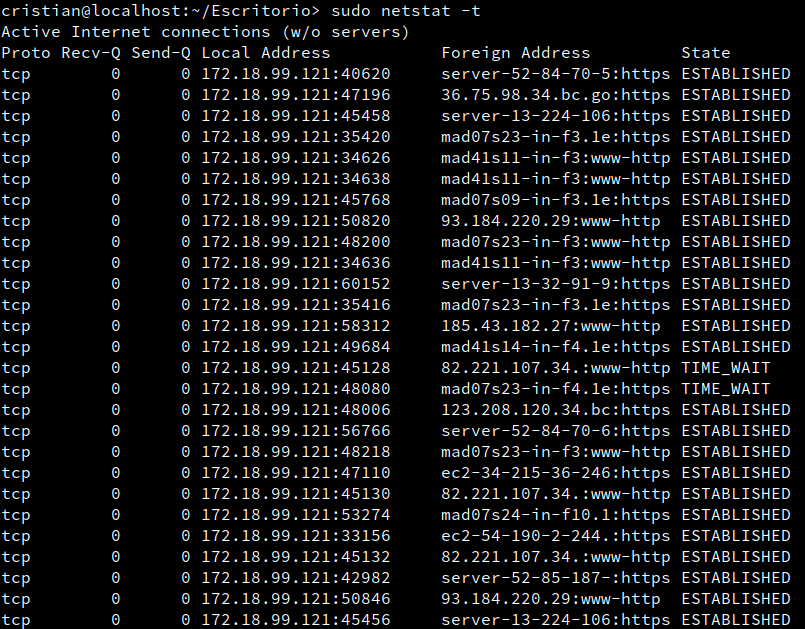 cristian@localhost:~/Escritorio> sudo netstat -t
Active Internet connections (w/o servers)
Proto Recv-Q Send-Q Local Address           Foreign Address         State
tcp        0      0 172.18.99.121:40620     server-52-84-70-5:https ESTABLISHED
tcp        0      0 172.18.99.121:47196     36.75.98.34.bc.go:https ESTABLISHED
tcp        0      0 172.18.99.121:45458     server-13-224-106:https ESTABLISHED
tcp        0      0 172.18.99.121:35420     mad07s23-in-f3.1e:https ESTABLISHED
tcp        0      0 172.18.99.121:34626     mad41s11-in-f3:www-http ESTABLISHED
tcp        0      0 172.18.99.121:34638     mad41s11-in-f3:www-http ESTABLISHED
tcp        0      0 172.18.99.121:45768     mad07s09-in-f3.1e:https ESTABLISHED
tcp        0      0 172.18.99.121:50820     93.184.220.29:www-http  ESTABLISHED
tcp        0      0 172.18.99.121:48200     mad07s23-in-f3:www-http ESTABLISHED
tcp        0      0 172.18.99.121:34636     mad41s11-in-f3:www-http ESTABLISHED
tcp        0      0 172.18.99.121:60152     server-13-32-91-9:https ESTABLISHED
tcp        0      0 172.18.99.121:35416     mad07s23-in-f3.1e:https ESTABLISHED
tcp        0      0 172.18.99.121:58312     185.43.182.27:www-http  ESTABLISHED
tcp        0      0 172.18.99.121:49684     mad41s14-in-f4.1e:https ESTABLISHED
tcp        0      0 172.18.99.121:45128     82.221.107.34.:www-http TIME_WAIT
tcp        0      0 172.18.99.121:48080     mad07s23-in-f4.1e:https TIME_WAIT
tcp        0      0 172.18.99.121:48006     123.208.120.34.bc:https ESTABLISHED
tcp        0      0 172.18.99.121:56766     server-52-84-70-6:https ESTABLISHED
tcp        0      0 172.18.99.121:48218     mad07s23-in-f3:www-http ESTABLISHED
tcp        0      0 172.18.99.121:47110     ec2-34-215-36-246:https ESTABLISHED
tcp        0      0 172.18.99.121:45130     82.221.107.34.:www-http ESTABLISHED
tcp        0      0 172.18.99.121:53274     mad07s24-in-f10.1:https ESTABLISHED
tcp        0      0 172.18.99.121:33156     ec2-54-190-2-244.:https ESTABLISHED
tcp        0      0 172.18.99.121:45132     82.221.107.34.:www-http ESTABLISHED
tcp        0      0 172.18.99.121:42982     server-52-85-187-:https ESTABLISHED
tcp        0      0 172.18.99.121:50846     93.184.220.29:www-http  ESTABLISHED
tcp        0      0 172.18.99.121:45456     server-13-224-106:https ESTABLISHED